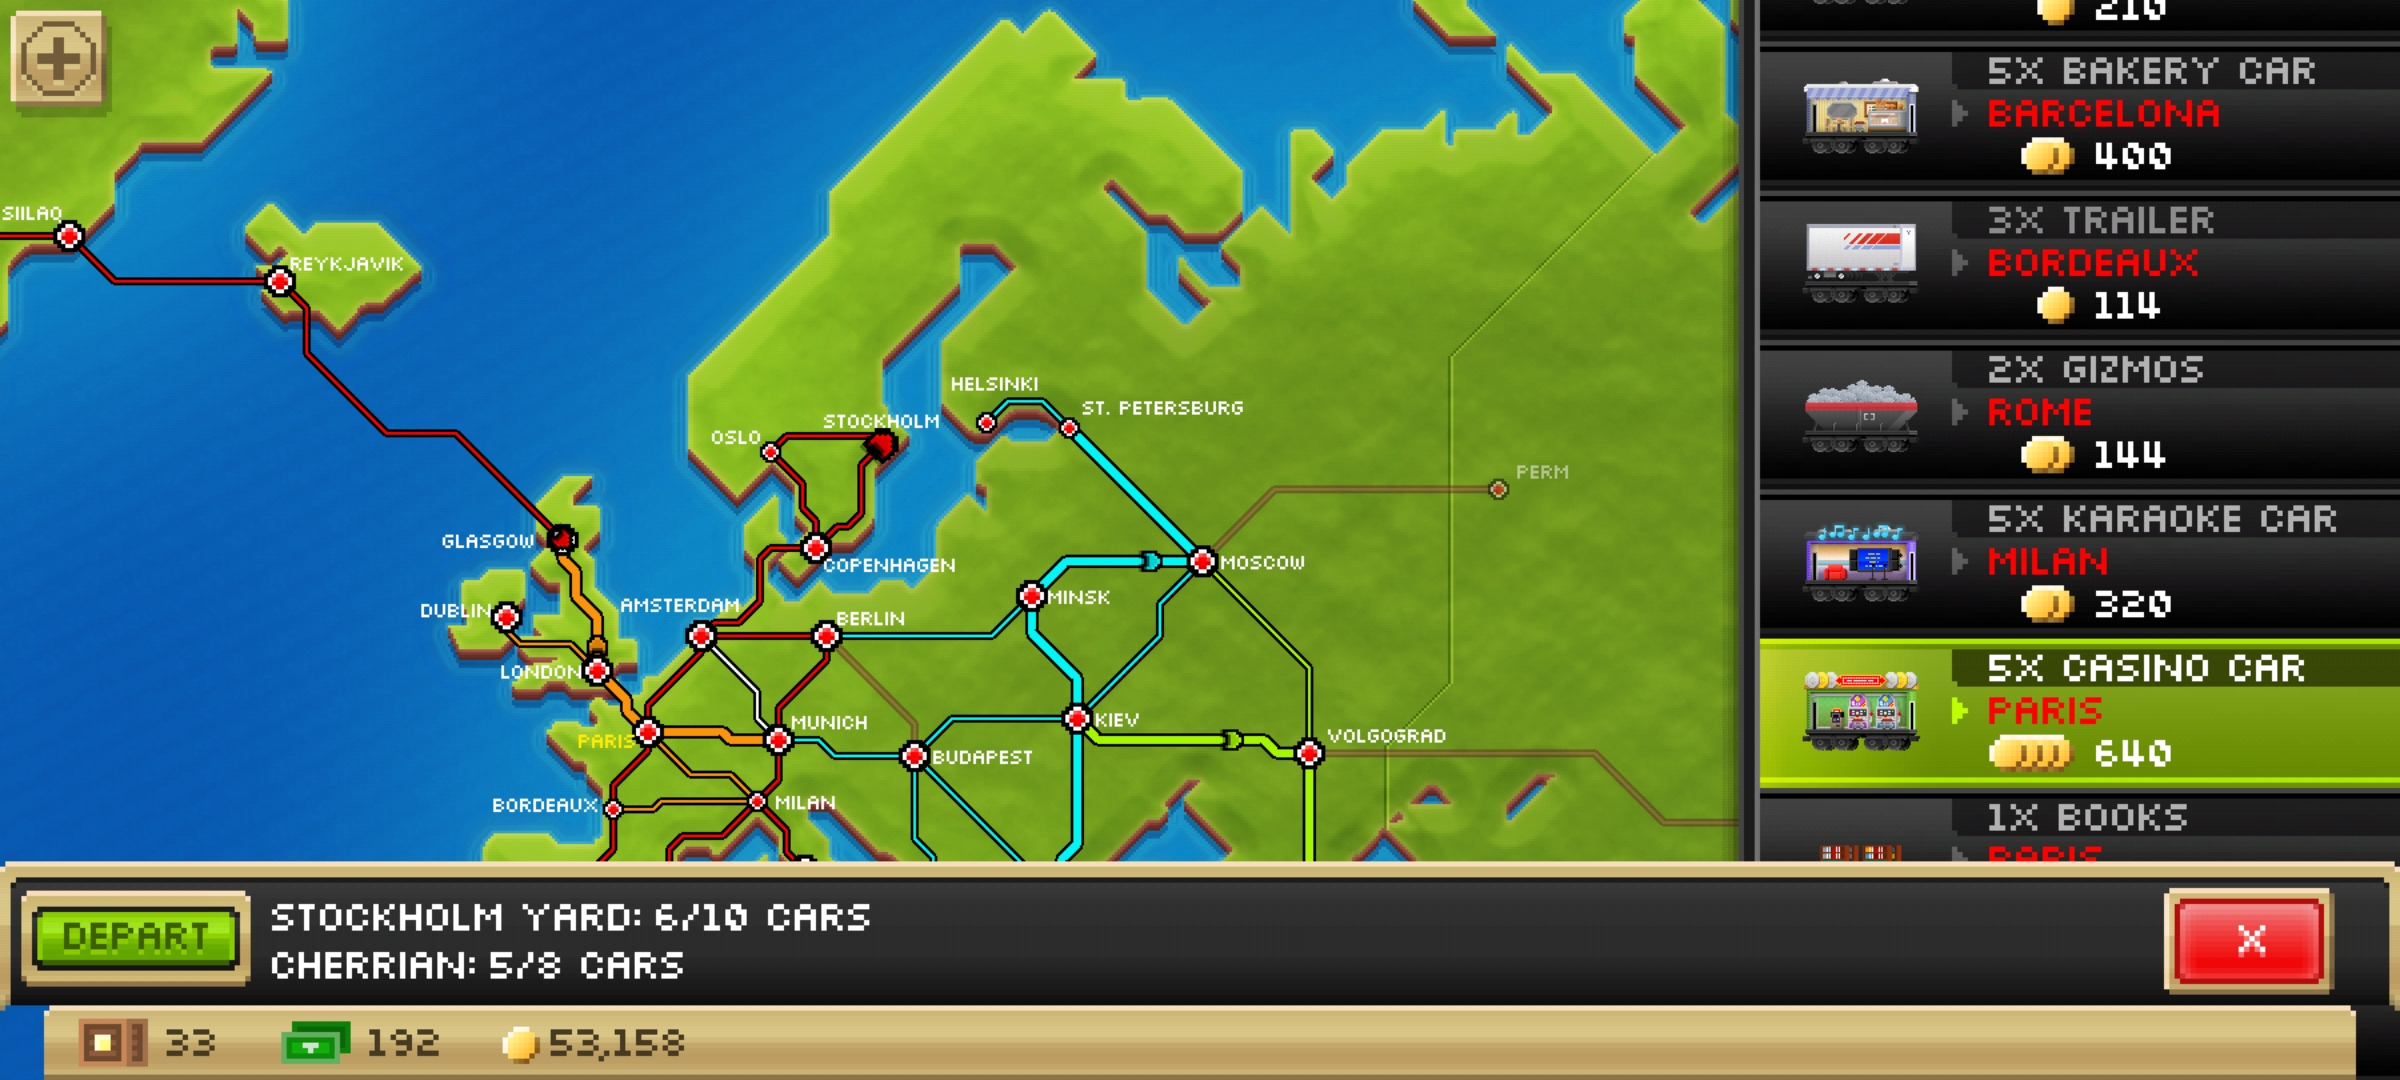 SIILAQ
REYKJAVIK
HELSINKI
ST. PETERSBURG
STOCKHOLM
OSLO
PERM
GLASGOW
COPENHAGEN
MOSCOW
MINSK
DUBLIN
AMSTERDAM
BERLIN
LONDON
MUNICH
KIEV
VOLGOGRAD
PARIS
BUDAPEST
BORDEAUX
MILAN
210
5X BAKERY CAR
BARCELONA
400
3X TRAILER
BORDEAUX
114
2X GIZMOS
ROME
144
5X KARAOKE CAR
MILAN
320
5X CASINO CAR
PARIS
640
1X BOOKS
PARIS
DEPART
STOCKHOLM YARD: 6/10 CARS
CHERRIAN: 5/8 CARS
X
33
192
53,158